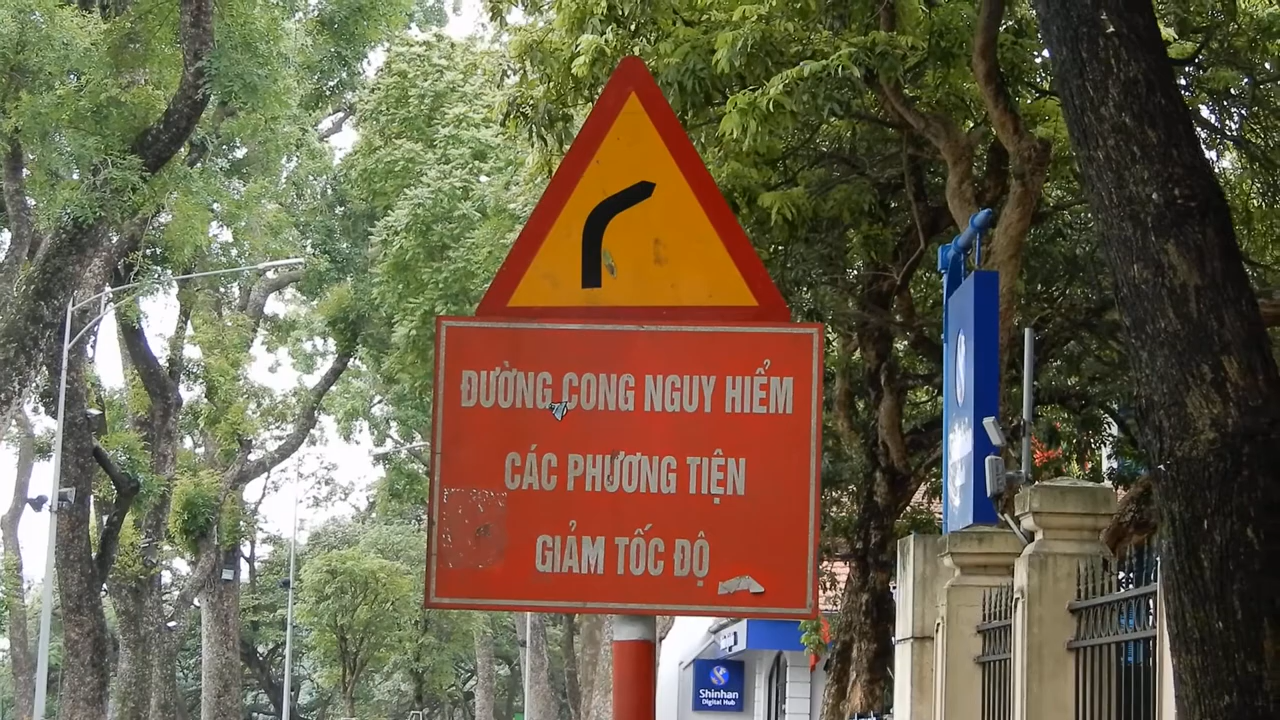 ĐƯỜNG CONG NGUY HIỂM
CÁC PHƯƠNG TIỆN
GIẢM TỐC ĐỘ
Shinhan
Digital Hub